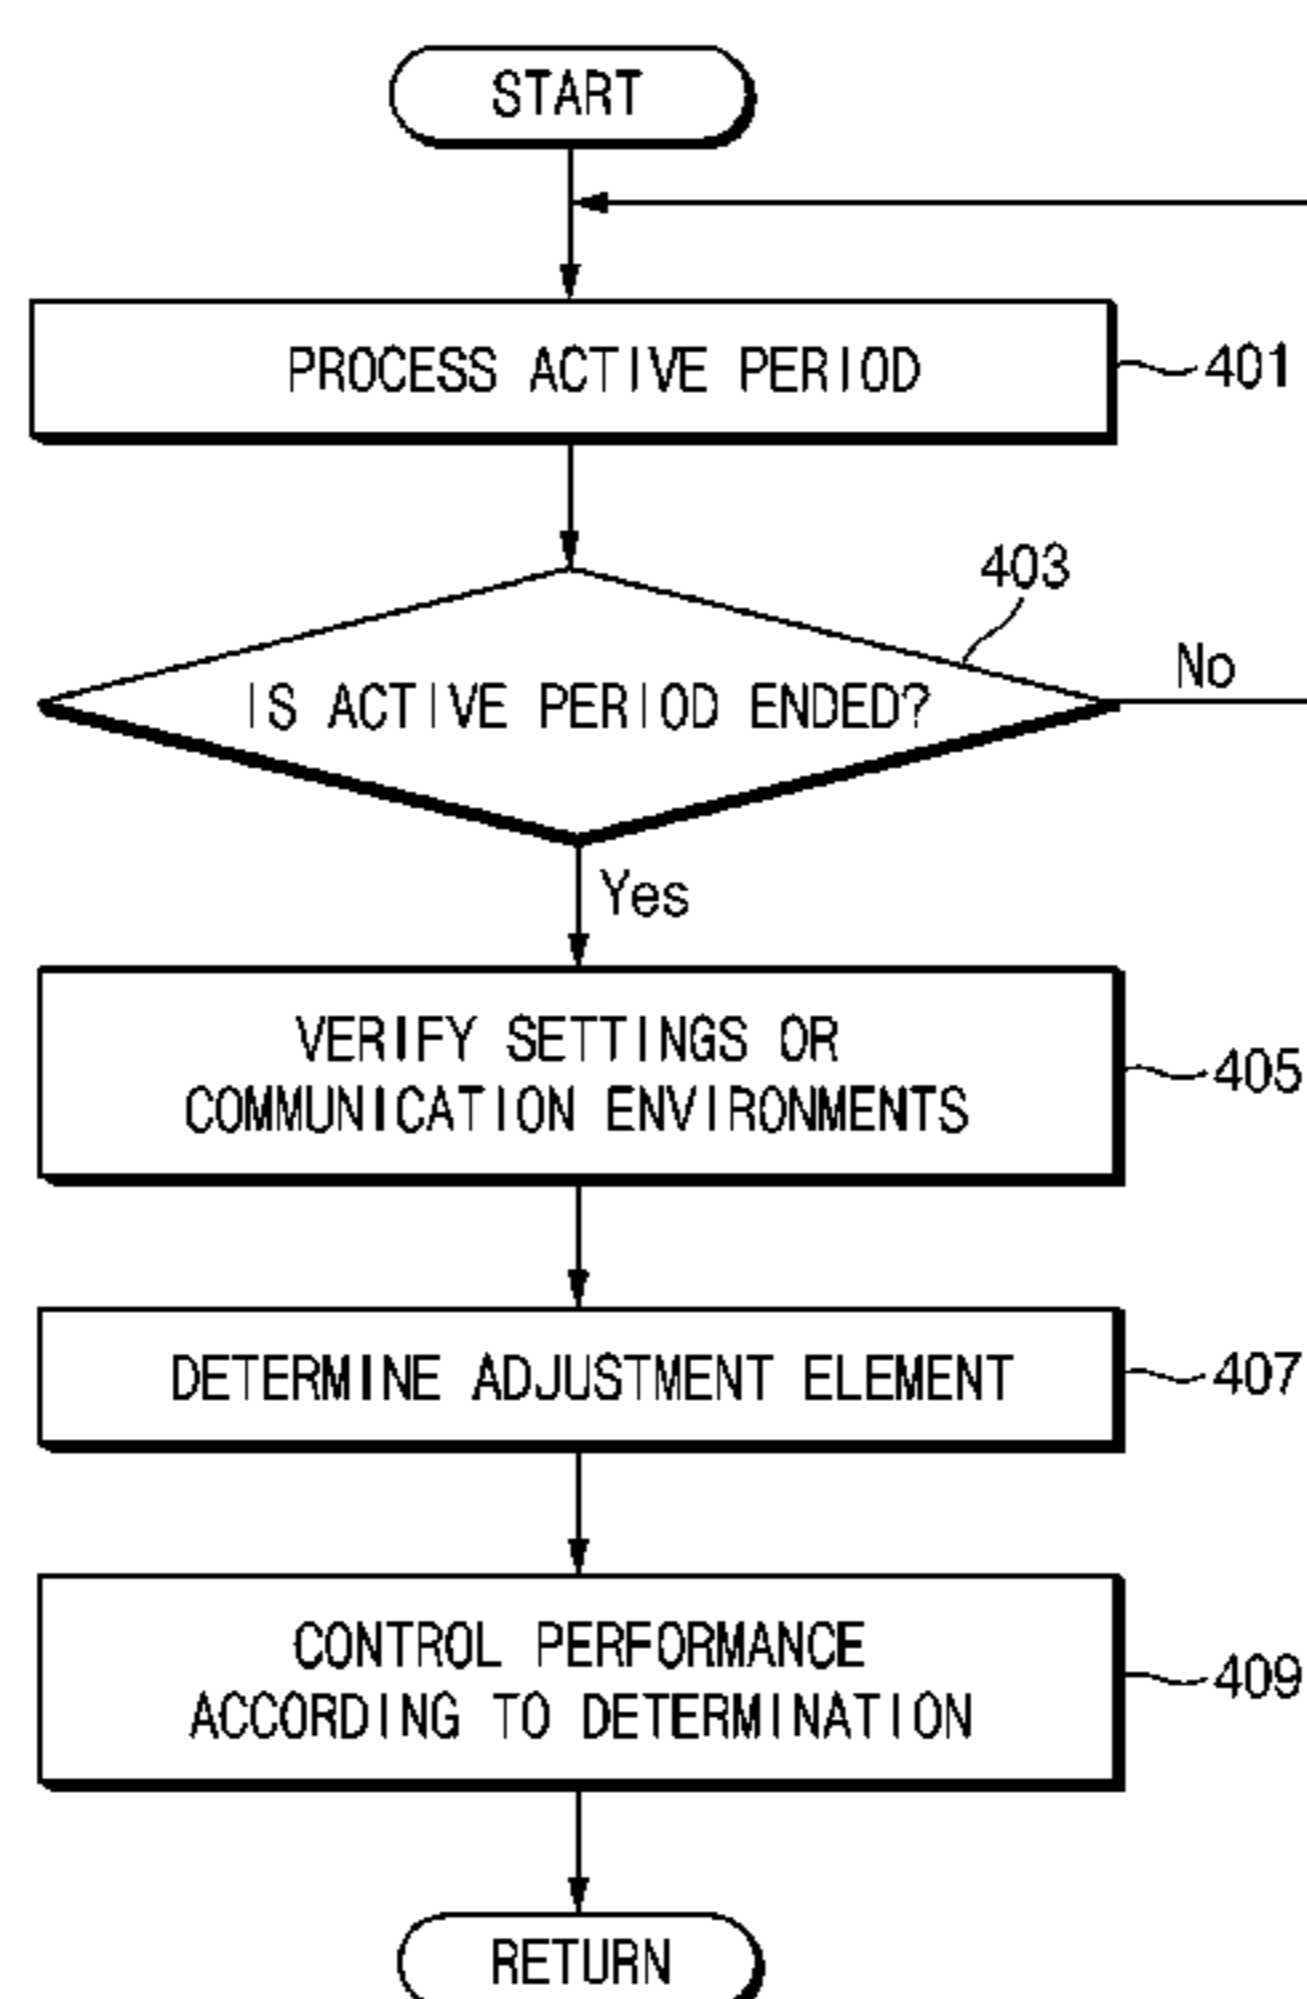 START
PROCESS ACTIVE PERIOD
401
403
IS ACTIVE PERIOD ENDED?
No
Yes
VERIFY SETTINGS OR
COMMUNICATION ENVIRONMENTS
405
DETERMINE ADJUSTMENT ELEMENT
407
CONTROL PERFORMANCE
ACCORDING TO DETERMINATION
409
RETURN